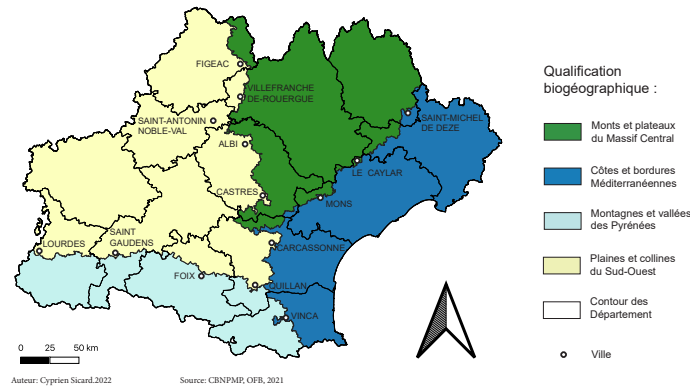 FIGEAC
VILLEFRANCHE
DE-ROUERGUE
SAINT-ANTONIN
NOBLE-VAL
ALBI
SAINT-MICHEL
DE DEZE
LE CAYLAR
CASTRES
MONS
LOURDES
SAINT
GAUDENS
CARCASSONNE
FOIX
QUILLAN
VINCA
0 25 50 km
Auteur: Cyprien Sicard.2022
Source: CBNPMP, OFB, 2021
Qualification
biogéographique :
Monts et plateaux
du Massif Central
Côtes et bordures
Méditerranéennes
Montagnes et vallées
des Pyrénées
Plaines et collines
du Sud-Ouest
Contour des
Département
Ville